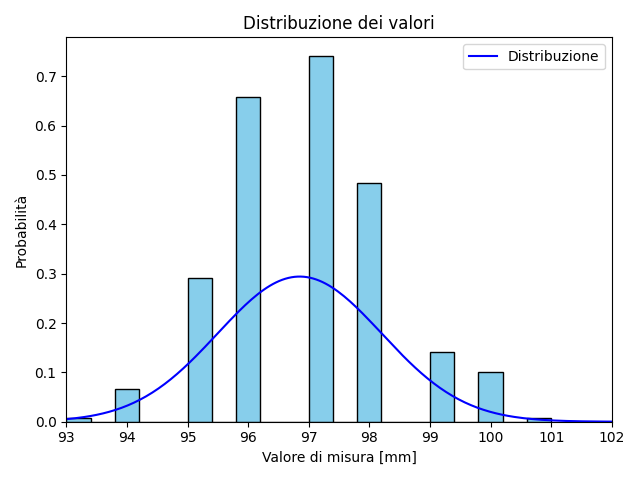 Distribuzione dei valori
Distribuzione
Probabilità
0.7
0.6
0.5
0.4
0.3
0.2
0.1
0.0
93 94 95 96 97 98 99 100 101 102
Valore di misura [mm]